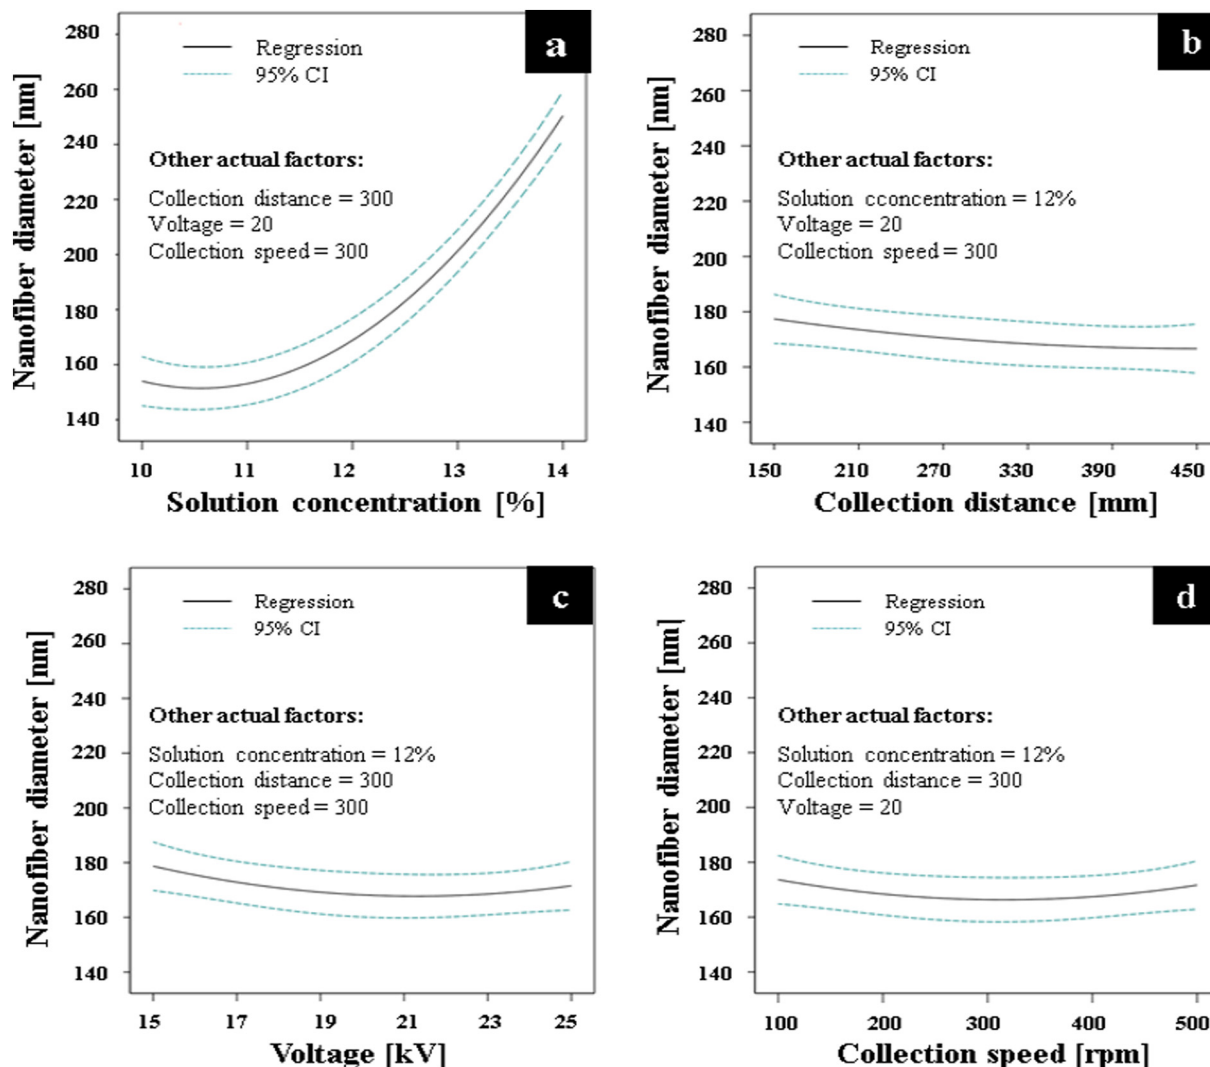 a
Regression
95% CI
Other actual factors:
Collection distance = 300
Voltage = 20
Collection speed = 300
Nanofiber diameter [nm]
280
260
240
220
200
180
160
140
10 11 12 13 14
Solution concentration [%]
b
Regression
95% CI
Other actual factors:
Solution cconcentration = 12%
Voltage = 20
Collection speed = 300
Nanofiber diameter [nm]
280
260
240
220
200
180
160
140
150 210 270 330 390 450
Collection distance [mm]
c
Regression
95% CI
Other actual factors:
Solution concentration = 12%
Collection distance = 300
Collection speed = 300
Nanofiber diameter [nm]
280
260
240
220
200
180
160
140
15 17 19 21 23 25
Voltage [kV]
d
Regression
95% CI
Other actual factors:
Solution concentration = 12%
Collection distance = 300
Voltage = 20
Nanofiber diameter [nm]
280
260
240
220
200
180
160
140
100 200 300 400 500
Collection speed [rpm]